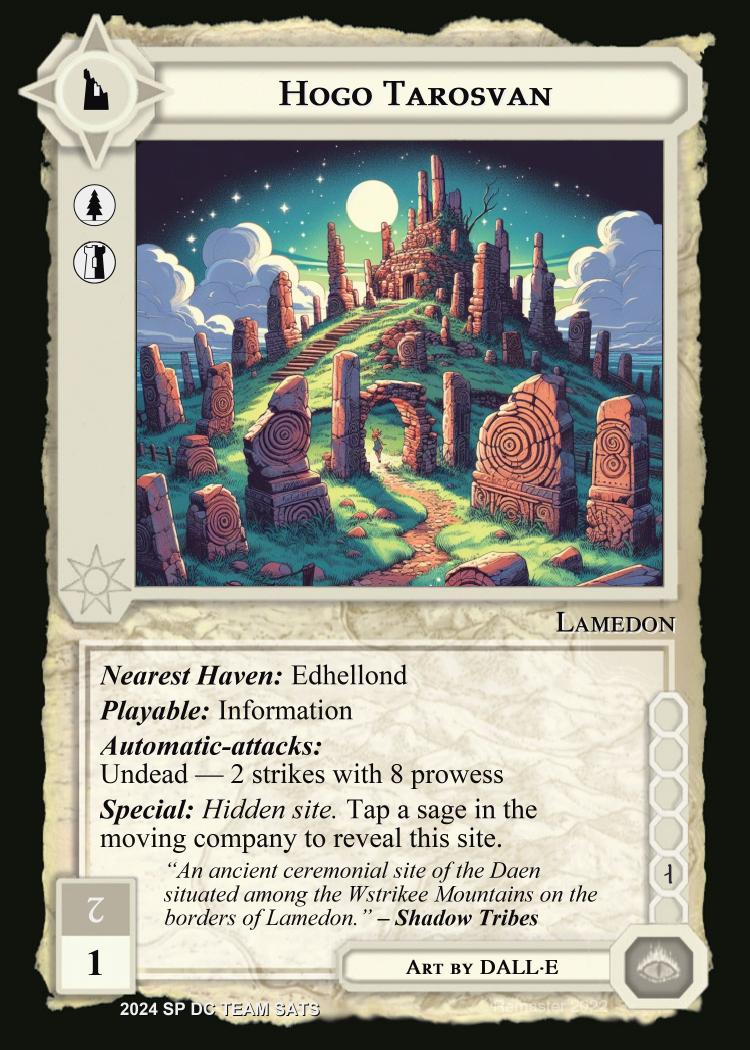 Hogo Tarosvan
Lamedon
Nearest Haven: Edhellond
Playable: Information
Automatic-attacks:
Undead — 2 strikes with 8 prowess
Special: Hidden site. Tap a sage in the
moving company to reveal this site.
“An ancient ceremonial site of the Daen
situated among the Wstrikee Mountains on the
borders of Lamedon.” – Shadow Tribes
2
1
Art by DALL·E
2024 SP DC TEAM SATS
Remaster 2022